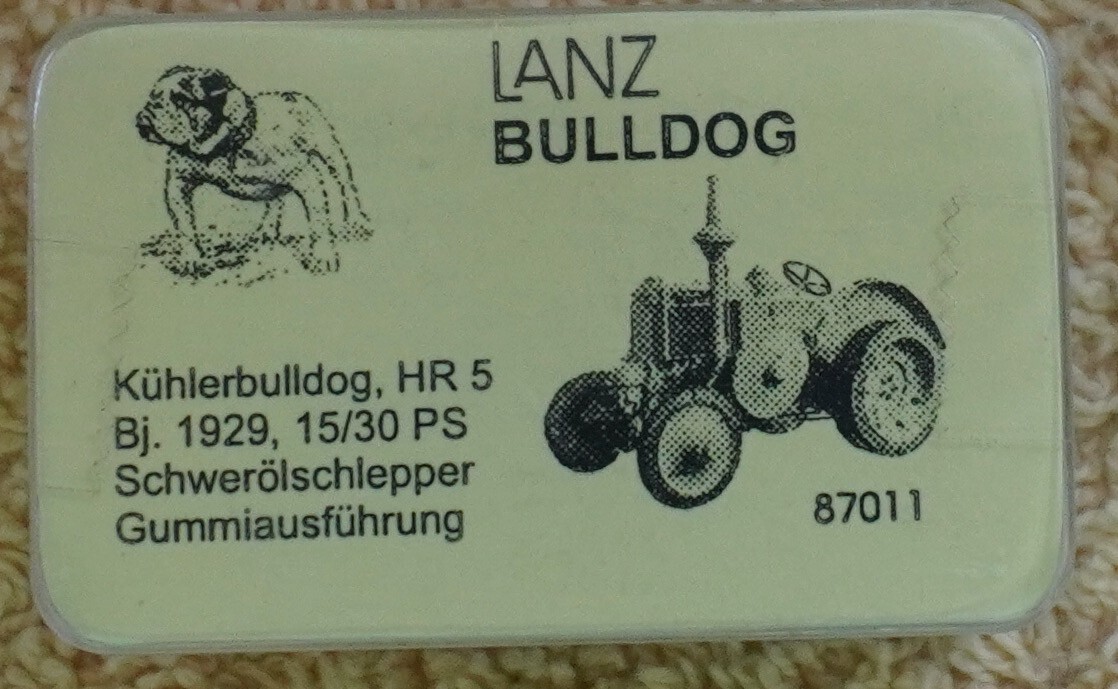 LANZ
BULLDOG
Kühlerbulldog, HR 5
Bj. 1929, 15/30 PS
Schwerölschlepper
Gummiausführung
87011